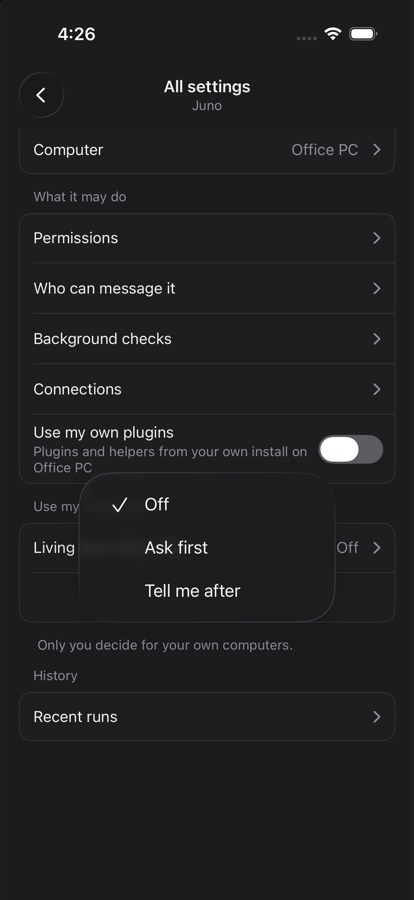 4:26
All settings
Juno
Computer
Office PC
What it may do
Permissions
Who can message it
Background checks
Connections
Use my own plugins
Plugins and helpers from your own install on
Office PC
Use my
Off
Living
Off
Ask first
Tell me after
Only you decide for your own computers.
History
Recent runs